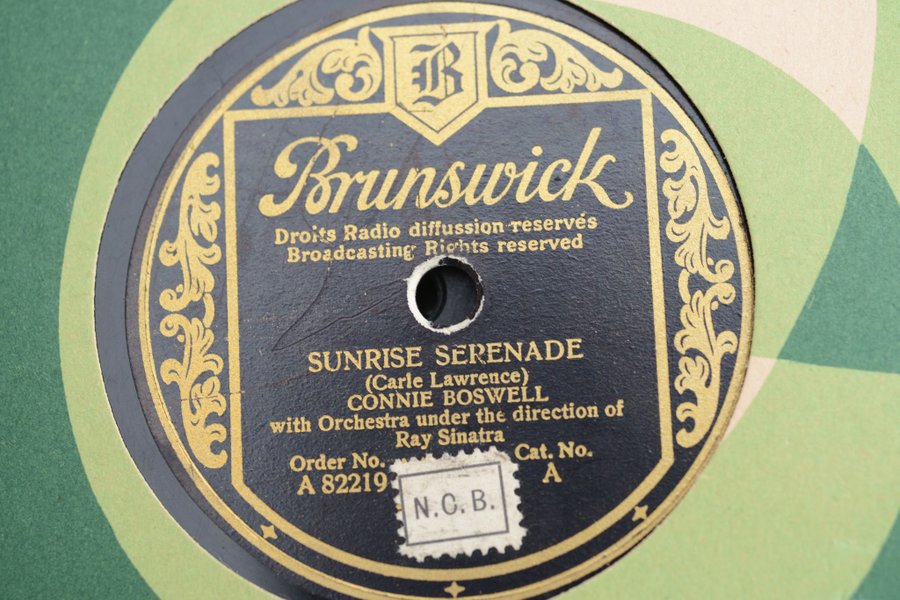 B
Brunswick
Droits Radio diffussion reservés
Broadcasting Rights reserved
SUNRISE SERENADE
(Carle Lawrence)
CONNIE BOSWELL
with Orchestra under the direction of
Ray Sinatra
Order No. Cat. No.
A 82219 A
N.C.B.